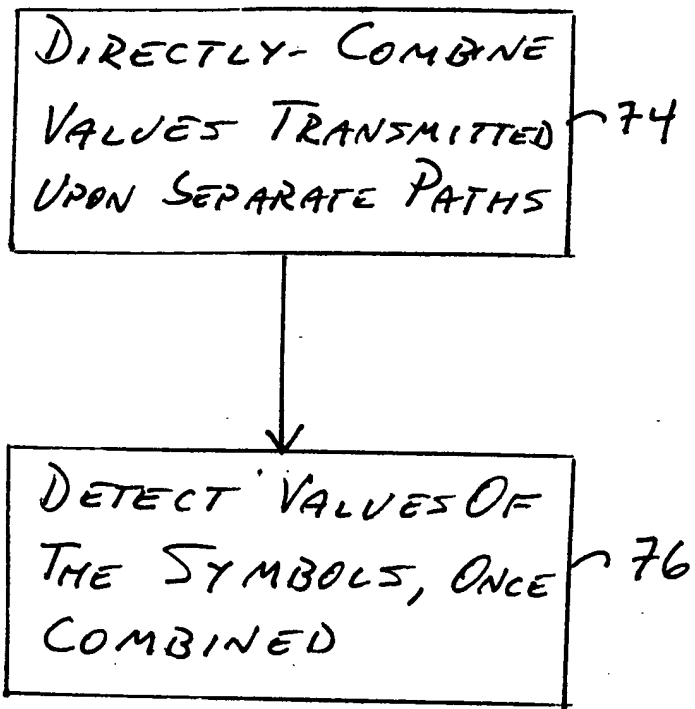 DIRECTLY- COMBINE
VALUES TRANSMITTED
UPON SEPARATE PATHS
74
DETECT VALUES OF
THE SYMBOLS, ONCE
COMBINED
76